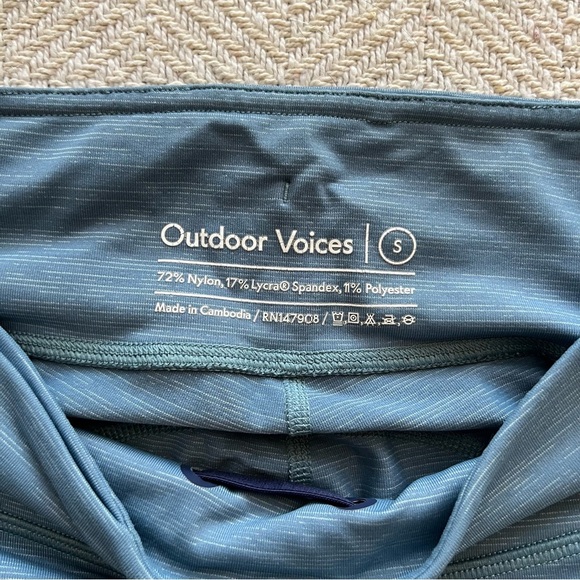 Outdoor Voices | S
72% Nylon, 17% Lycra® Spandex, 11% Polyester
Made in Cambodia / RN147908 /